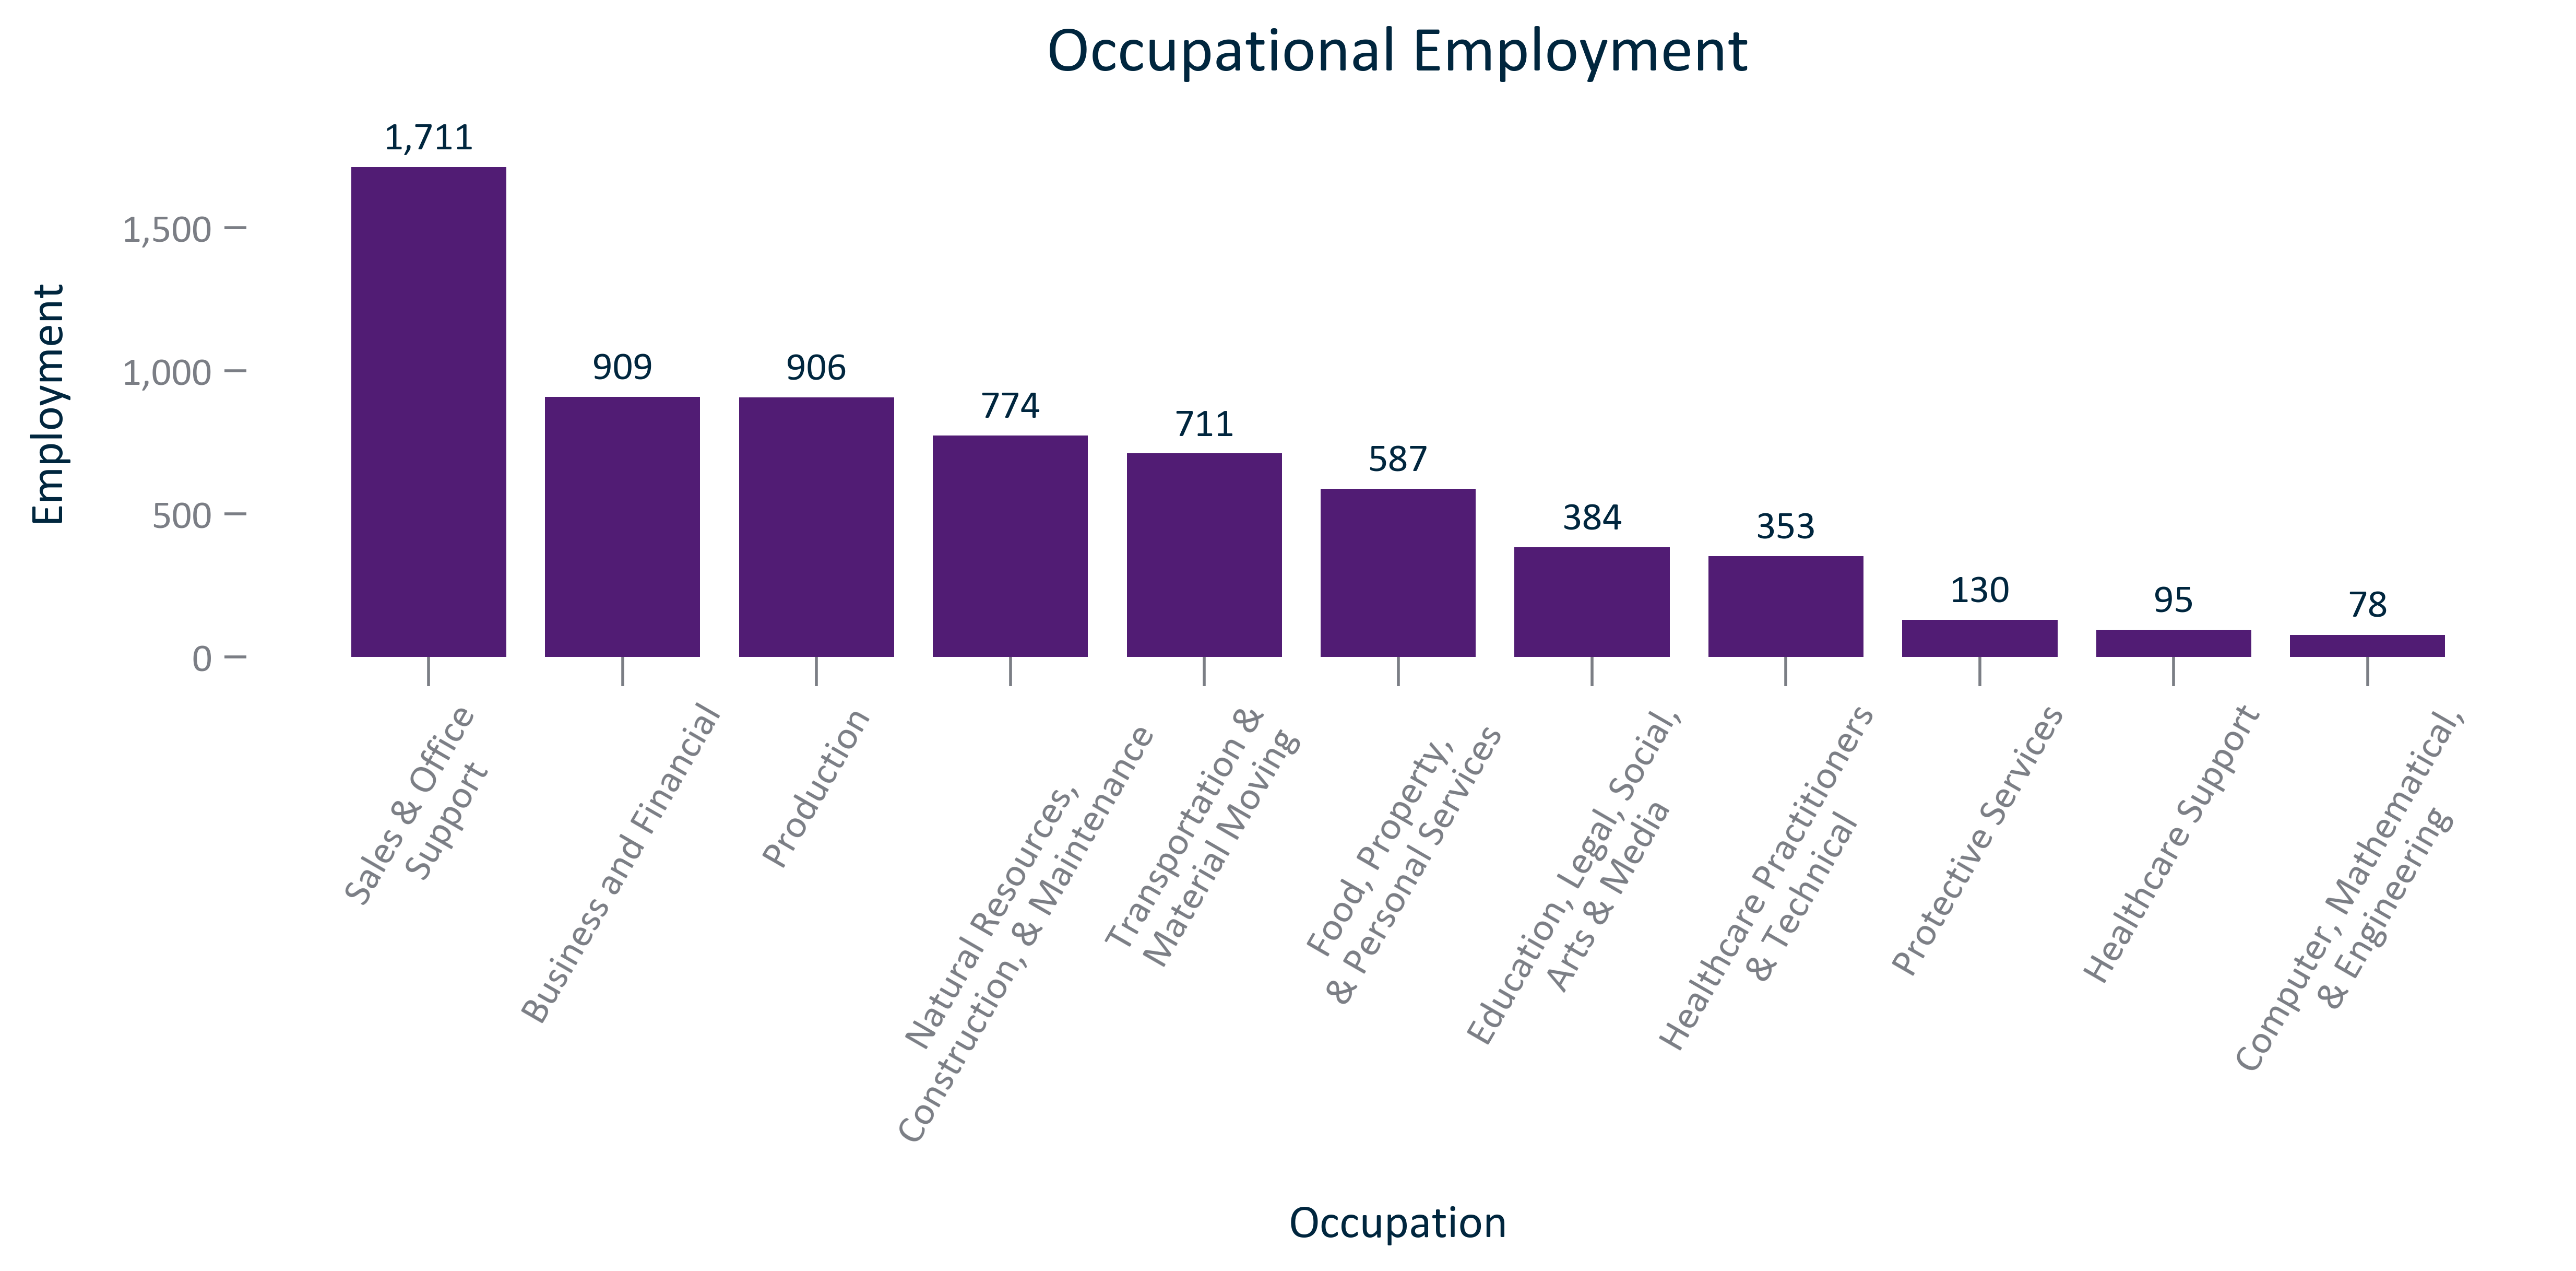 Occupational Employment
1,711
909
906
774
711
587
384
353
130
95
78
1,500
1,000
500
0
Employment
Sales & Office
Support
Business and Financial
Production
Natural Resources,
Construction, & Maintenance
Transportation &
Material Moving
Food, Property,
& Personal Services
Education, Legal, Social,
Arts & Media
Healthcare Practitioners
& Technical
Protective Services
Healthcare Support
Computer, Mathematical,
& Engineering
Occupation